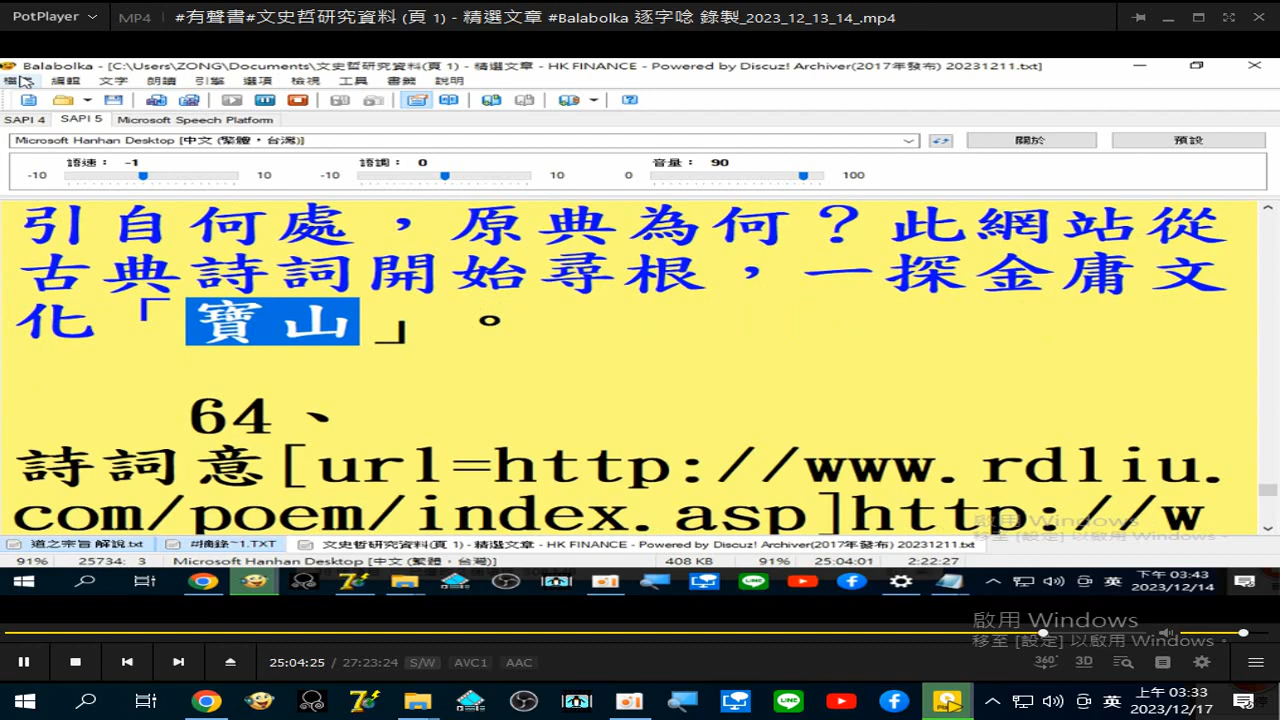 PotPlayer MP4 #有聲書#文史哲研究資料 (頁 1) - 精選文章 #Balabolka 逐字唸 錄製_2023_12_13_14_.mp4
Balabolka - [C:\Users\ZONG\Documents\文史哲研究資料(頁 1) - 精選文章 - HK FINANCE - Powered by Discuz! Archiver(2017年發布) 20231211.txt]
檔案 編輯 文字 朗讀 引擎 選項 檢視 工具 書籤 說明
SAPI 4 SAPI 5 Microsoft Speech Platform
Microsoft Hanhan Desktop [中文 (繁體，台灣)] 關於 預設
語速： -1 語調： 0 音量： 90
-10 10 -10 10 0 100
引自何處，原典為何？此網站從
古典詩詞開始尋根，一探金庸文
化「寶山」。
64、
詩詞意[url=http://www.rdliu.
com/poem/index.asp]http://w
啟用 Windows
移至 [設定] 以啟用 Windows。
道之宗旨 解說.txt #摘錄~1.TXT 文史哲研究資料(頁 1) - 精選文章 - HK FINANCE - Powered by Discuz! Archiver(2017年發布) 20231211.txt
91% 25734: 3 Microsoft Hanhan Desktop [中文 (繁體，台灣)] 408 KB 91% 25:04:01 2:22:27
英 下午 03:43
2023/12/14
啟用 Windows
移至 [設定] 以啟用 Windows。
25:04:25 / 27:23:24 S/W AVC1 AAC 360° 3D
英 上午 03:33
2023/12/17